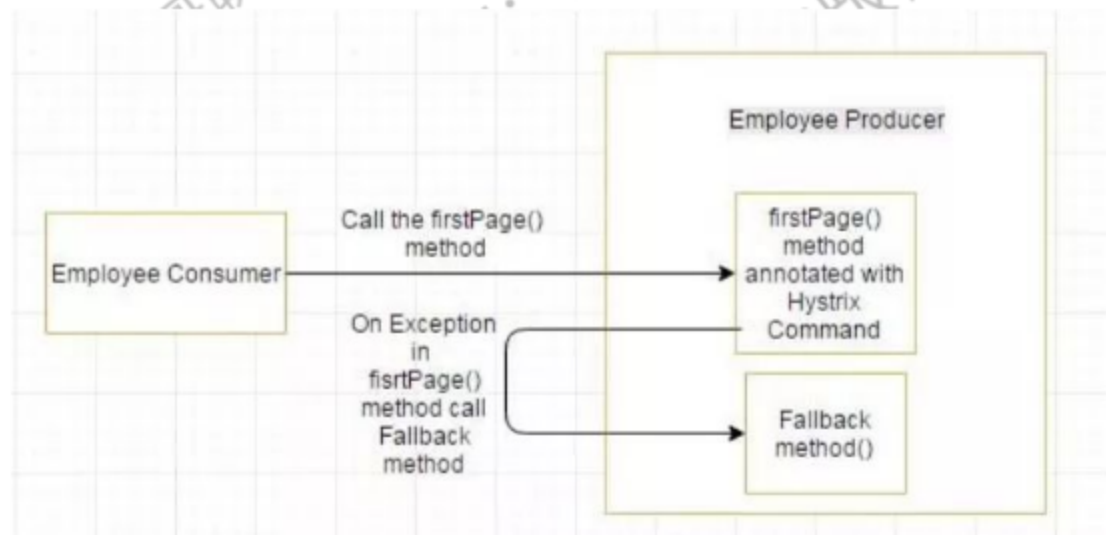 Employee Producer
Call the firstPage()
method
firstPage()
method
annotated with
Hystrix
Command
Employee Consumer
On Exception
in
fisrtPage()
method call
Fallback
method
Fallback
method()